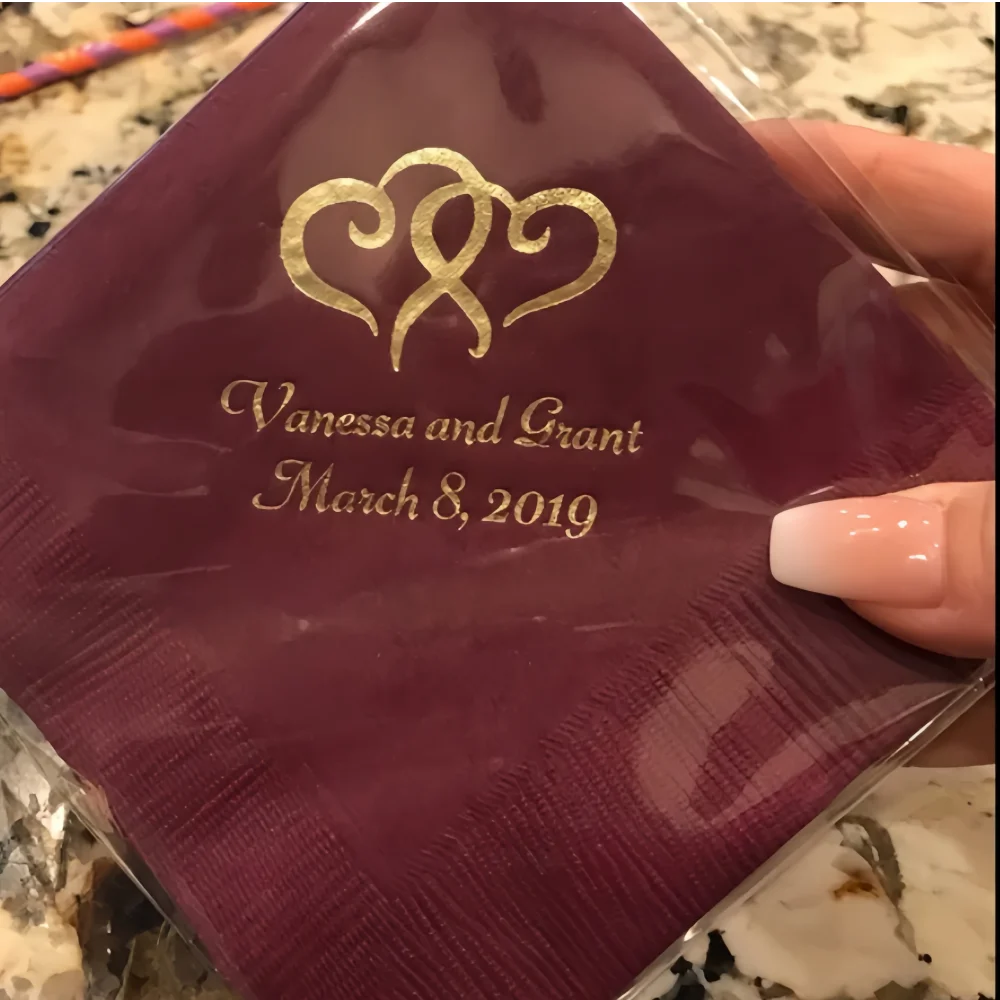 Vanessa and Grant
March 8, 2019